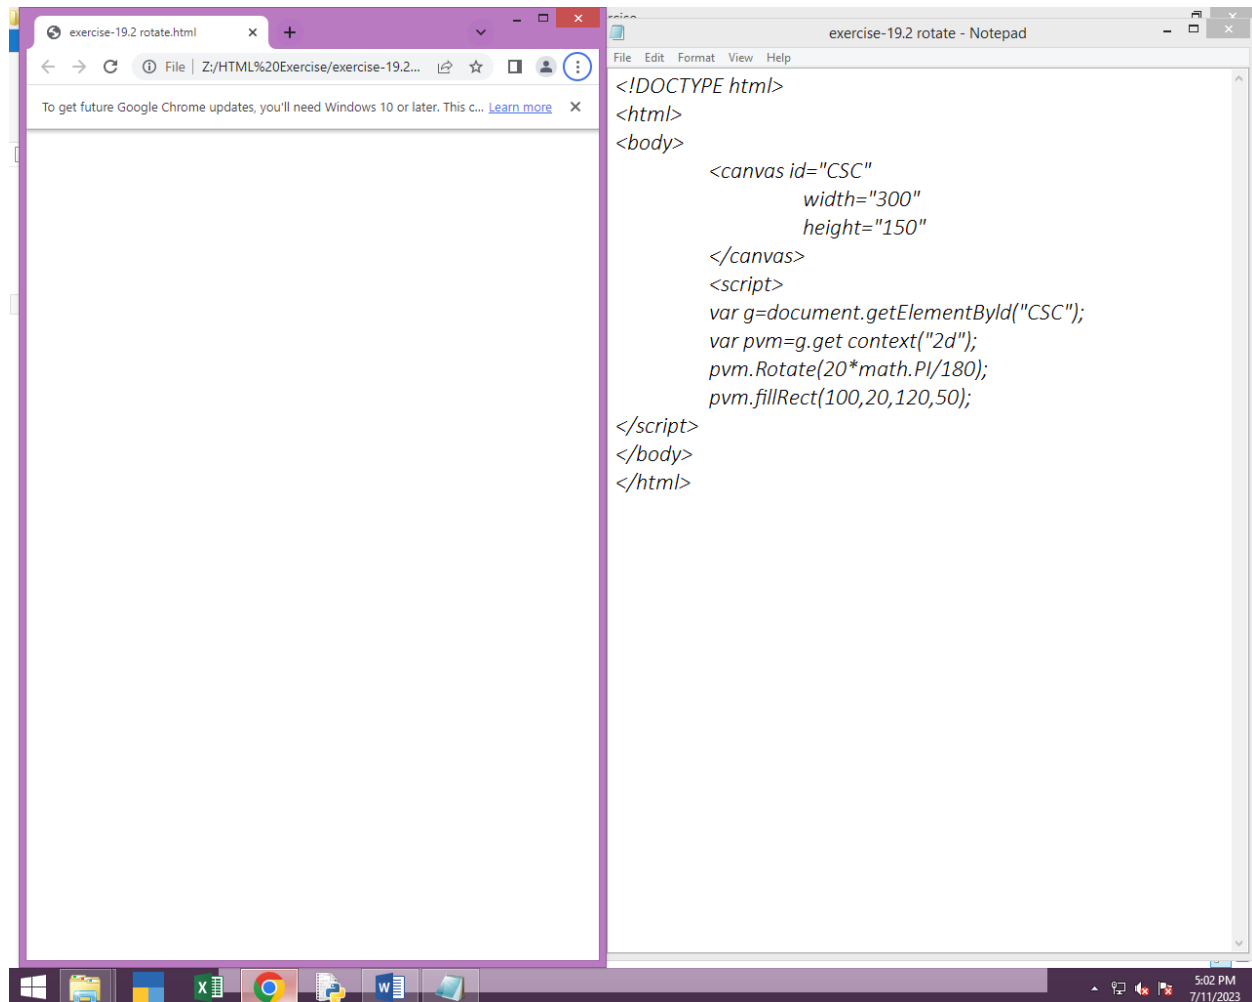 exercise-19.2 rotate.html
File
Z:/HTML%20Exercise/exercise-19.2...
To get future Google Chrome updates, you'll need Windows 10 or later. This c... Learn more
exercise-19.2 rotate - Notepad
File Edit Format View Help
<!DOCTYPE html>
<html>
<body>
<canvas id="CSC"
width="300"
height="150"
</canvas>
<script>
var g=document.getElementByld("CSC");
var pvm=g.get context("2d");
pvm.Rotate(20*math.PI/180);
pvm.fillRect(100,20,120,50);
</script>
</body>
</html>
5:02 PM
7/11/2023